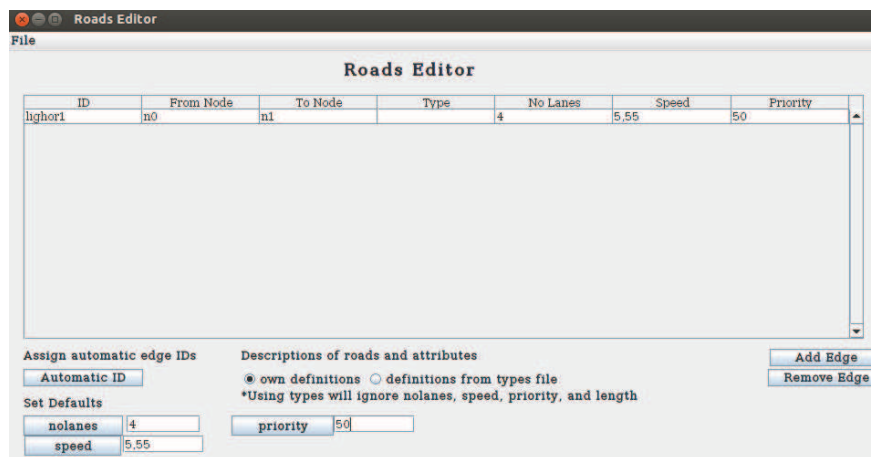 Roads Editor
File
Roads Editor
ID From Node To Node Type No Lanes Speed Priority
lighor1 n0 n1 4 5,55 50
Assign automatic edge IDs Descriptions of roads and attributes Add Edge
Automatic ID own definitions definitions from types file Remove Edge
*Using types will ignore nolanes, speed, priority, and length
Set Defaults
nolanes 4 priority 50
speed 5,55